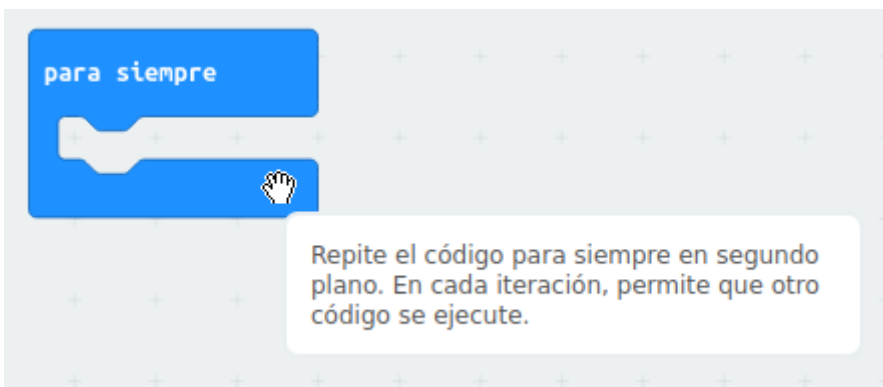 para siempre
Repite el código para siempre en segundo
plano. En cada iteración, permite que otro
código se ejecute.